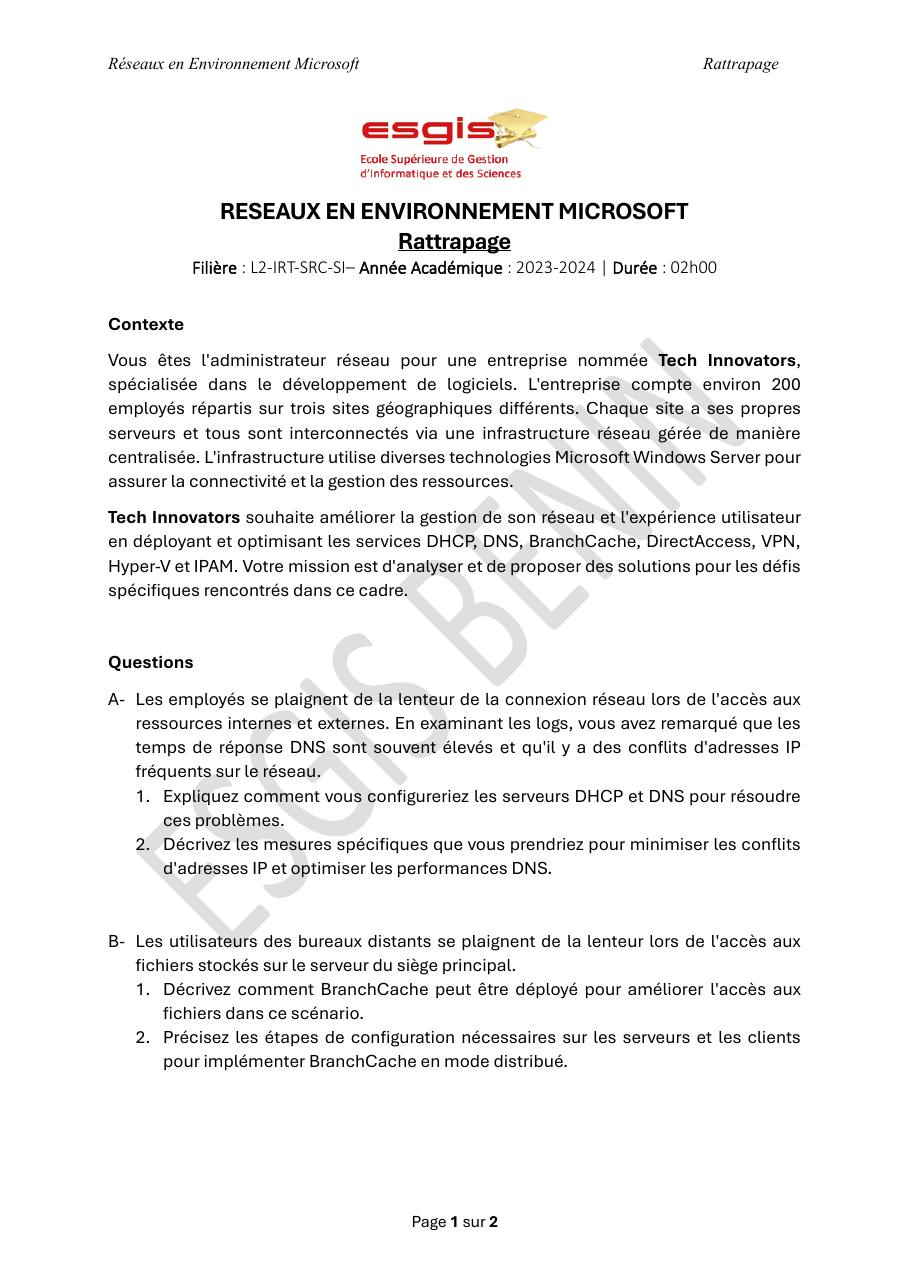 Réseaux en Environnement Microsoft Rattrapage
esgis
Ecole Supérieure de Gestion
d'Informatique et des Sciences
RESEAUX EN ENVIRONNEMENT MICROSOFT
Rattrapage
Filière : L2-IRT-SRC-SI– Année Académique : 2023-2024 | Durée : 02h00
Contexte
Vous êtes l'administrateur réseau pour une entreprise nommée Tech Innovators,
spécialisée dans le développement de logiciels. L'entreprise compte environ 200
employés répartis sur trois sites géographiques différents. Chaque site a ses propres
serveurs et tous sont interconnectés via une infrastructure réseau gérée de manière
centralisée. L'infrastructure utilise diverses technologies Microsoft Windows Server pour
assurer la connectivité et la gestion des ressources.
Tech Innovators souhaite améliorer la gestion de son réseau et l'expérience utilisateur
en déployant et optimisant les services DHCP, DNS, BranchCache, DirectAccess, VPN,
Hyper-V et IPAM. Votre mission est d'analyser et de proposer des solutions pour les défis
spécifiques rencontrés dans ce cadre.
Questions
A- Les employés se plaignent de la lenteur de la connexion réseau lors de l'accès aux
ressources internes et externes. En examinant les logs, vous avez remarqué que les
temps de réponse DNS sont souvent élevés et qu'il y a des conflits d'adresses IP
fréquents sur le réseau.
1. Expliquez comment vous configureriez les serveurs DHCP et DNS pour résoudre
ces problèmes.
2. Décrivez les mesures spécifiques que vous prendriez pour minimiser les conflits
d'adresses IP et optimiser les performances DNS.
B- Les utilisateurs des bureaux distants se plaignent de la lenteur lors de l'accès aux
fichiers stockés sur le serveur du siège principal.
1. Décrivez comment BranchCache peut être déployé pour améliorer l'accès aux
fichiers dans ce scénario.
2. Précisez les étapes de configuration nécessaires sur les serveurs et les clients
pour implémenter BranchCache en mode distribué.
ESGIS BENIN
Page 1 sur 2